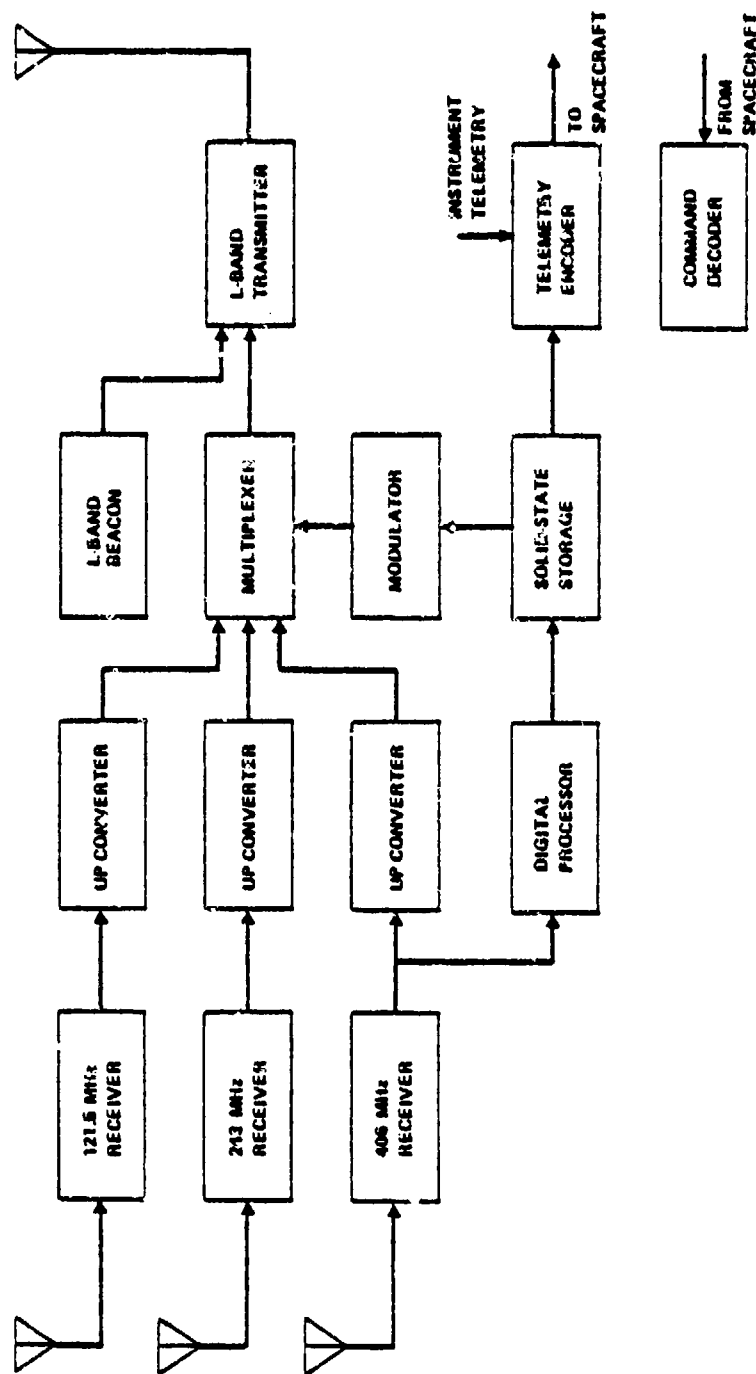 121.5 MHz
RECEIVER
UP CONVERTER
L-BAND
BEACON
L-BAND
TRANSMITTER
243 MHz
RECEIVER
UP CONVERTER
MULTIPLEXER
406 MHz
RECEIVER
UP CONVERTER
MODULATOR
INSTRUMENT
TELEMETRY
DIGITAL
PROCESSOR
SOLID-STATE
STORAGE
TELEMETRY
ENCODER
TO
SPACECRAFT
COMMAND
DECODER
FROM
SPACECRAFT